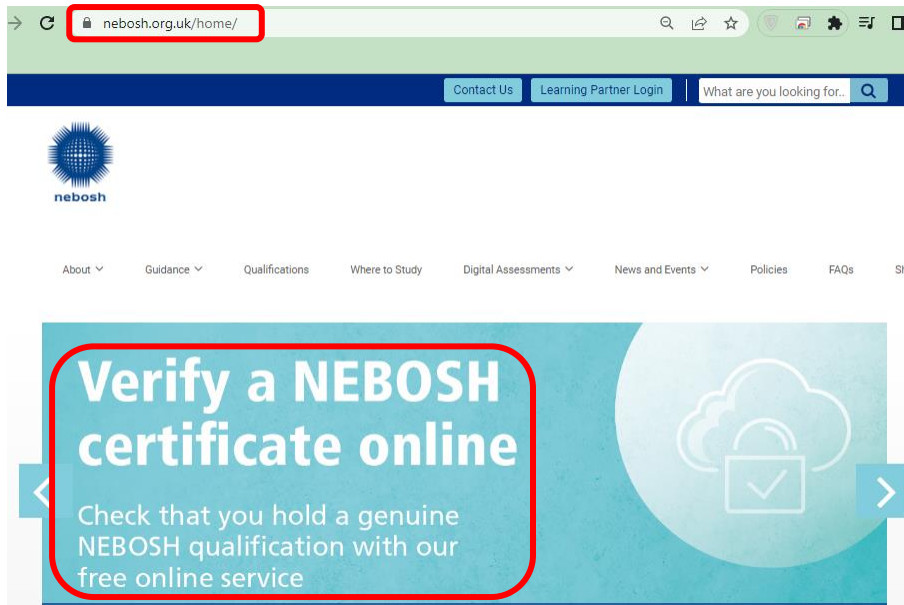 nebosh.org.uk/home/
Contact Us Learning Partner Login What are you looking for..
nebosh
About Guidance Qualifications Where to Study Digital Assessments News and Events Policies FAQs
Verify a NEBOSH
certificate online
Check that you hold a genuine
NEBOSH qualification with our
free online service